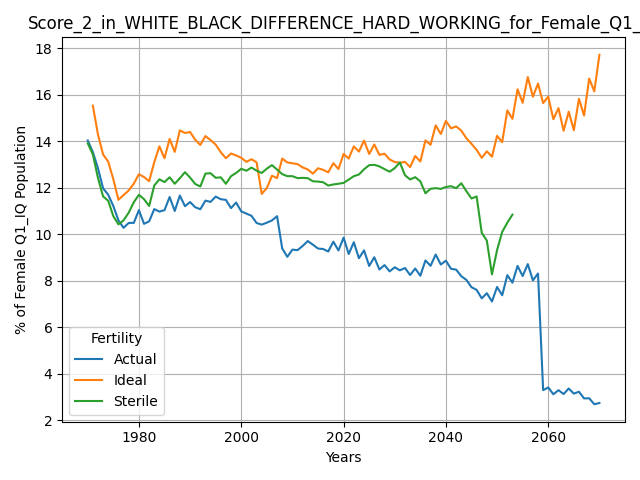 Score_2_in_WHITE_BLACK_DIFFERENCE_HARD_WORKING_for_Female_Q1_
18
16
14
12
10
8
6
4
2
% of Female Q1_IQ Population
Fertility
Actual
Ideal
Sterile
1980 2000 2020 2040 2060
Years